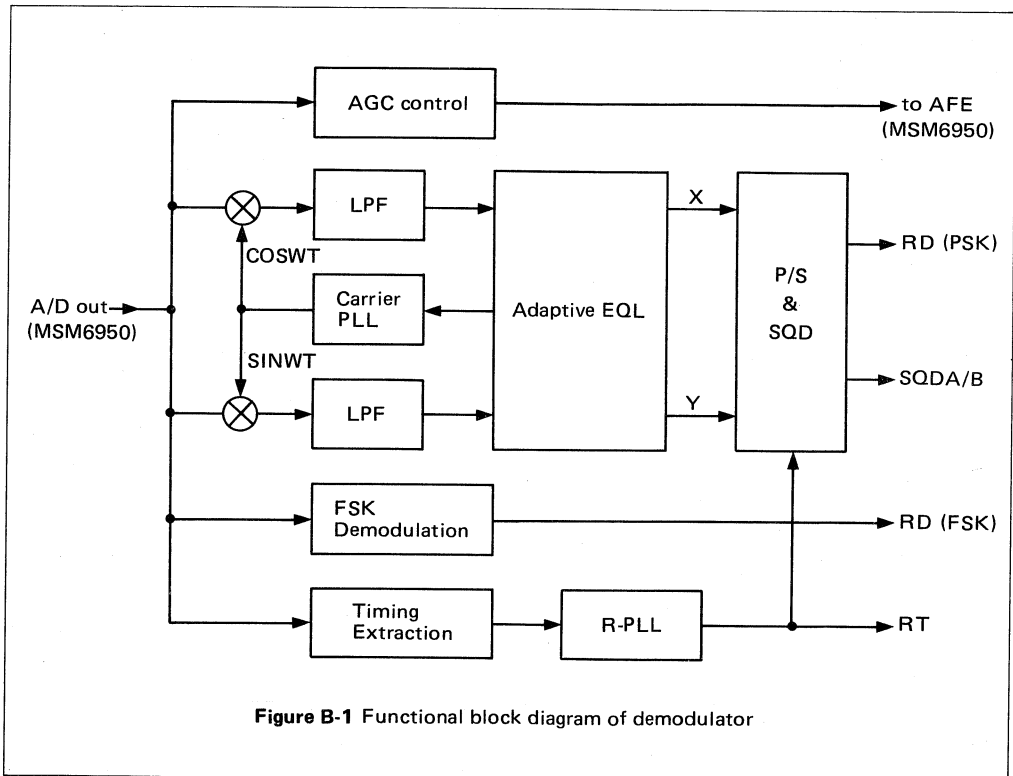 AGC control
to AFE
(MSM6950)
LPF
X
COSWT
A/D out
(MSM6950)
Carrier
PLL
Adaptive EQL
P/S
&
SQD
RD (PSK)
SINWT
LPF
Y
SQDA/B
FSK
Demodulation
RD (FSK)
Timing
Extraction
R-PLL
RT
Figure B-1 Functional block diagram of demodulator